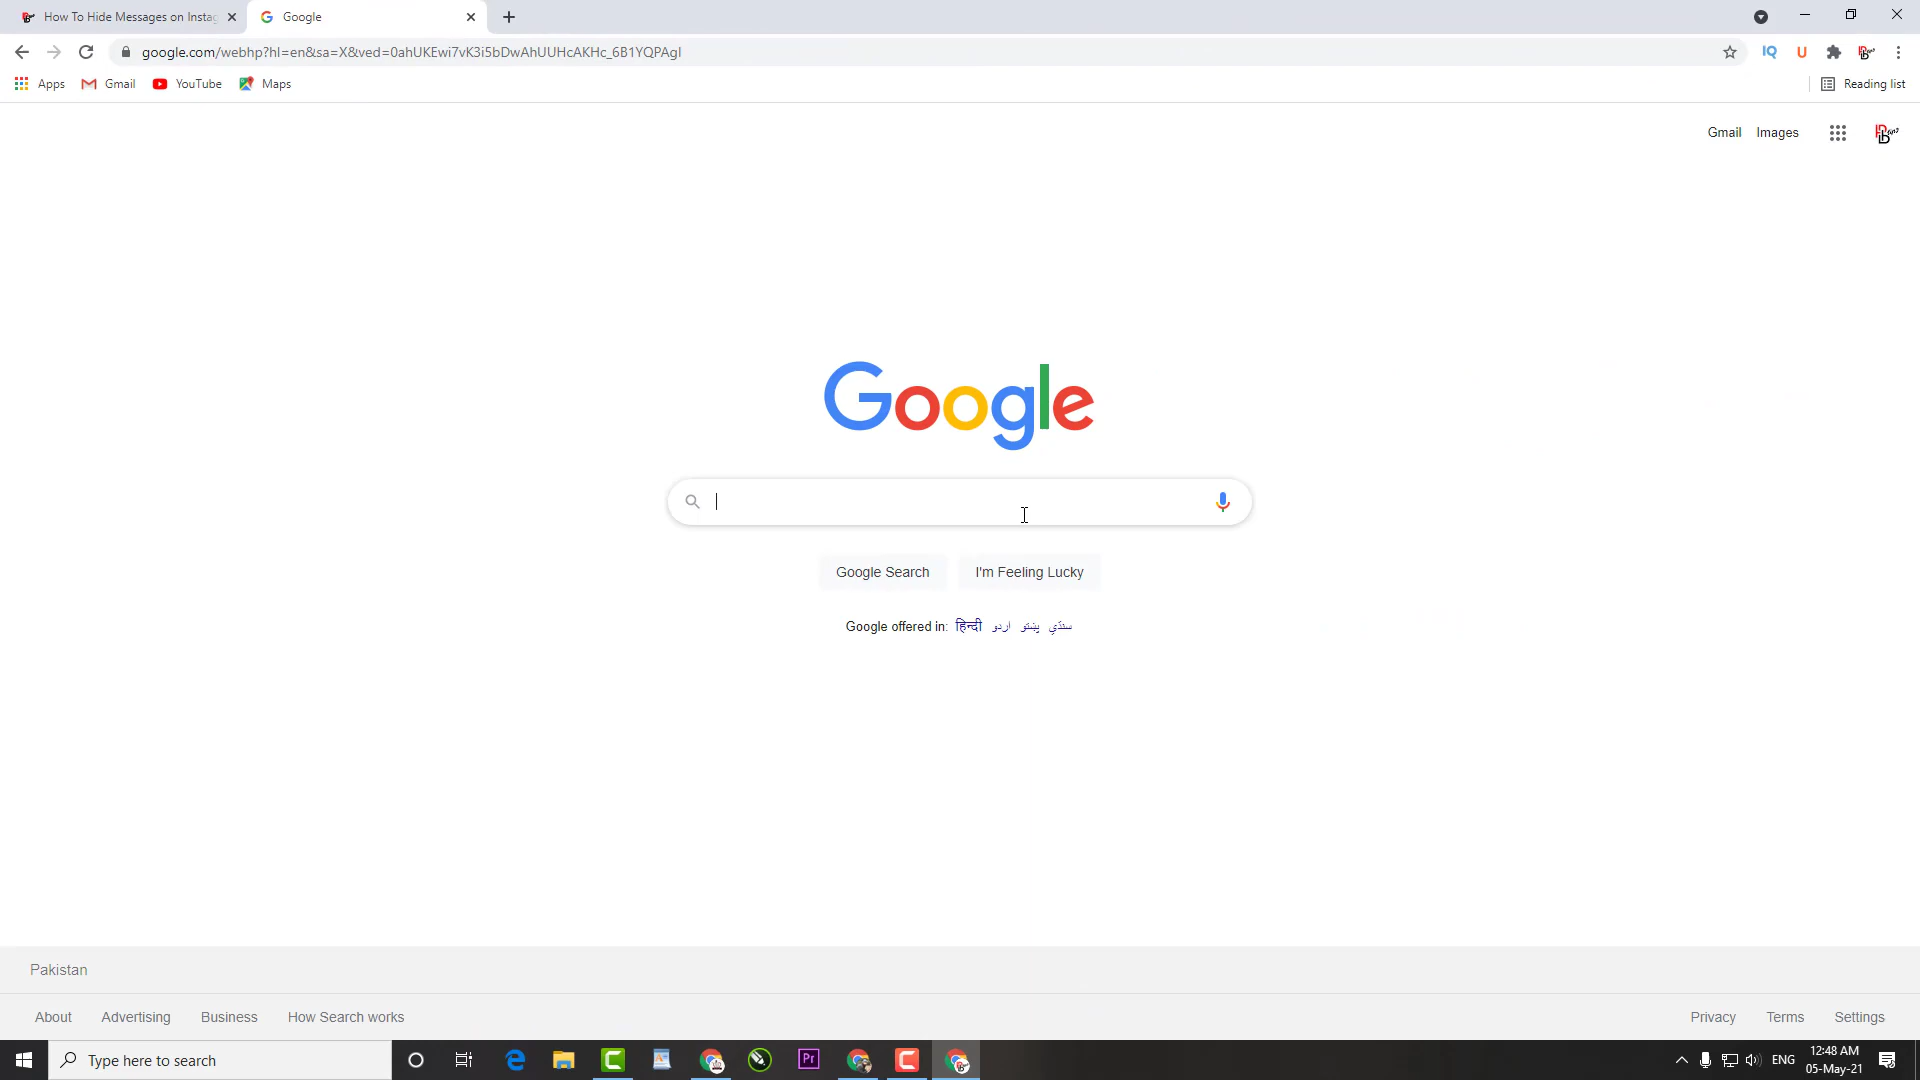 How To Hide Messages on Instag
Google
google.com/webhp?hl=en&sa=X&ved=0ahUKEwi7vK3i5bDwAhUUHcAKHc_6B1YQPAgI
IQ U
Apps Gmail YouTube Maps Reading list
Gmail Images
Google
Google Search I'm Feeling Lucky
Google offered in: हिन्दी اردو پښتو سنڌي
Pakistan
About Advertising Business How Search works Privacy Terms Settings
Type here to search
Pr
ENG
12:48 AM
05-May-21